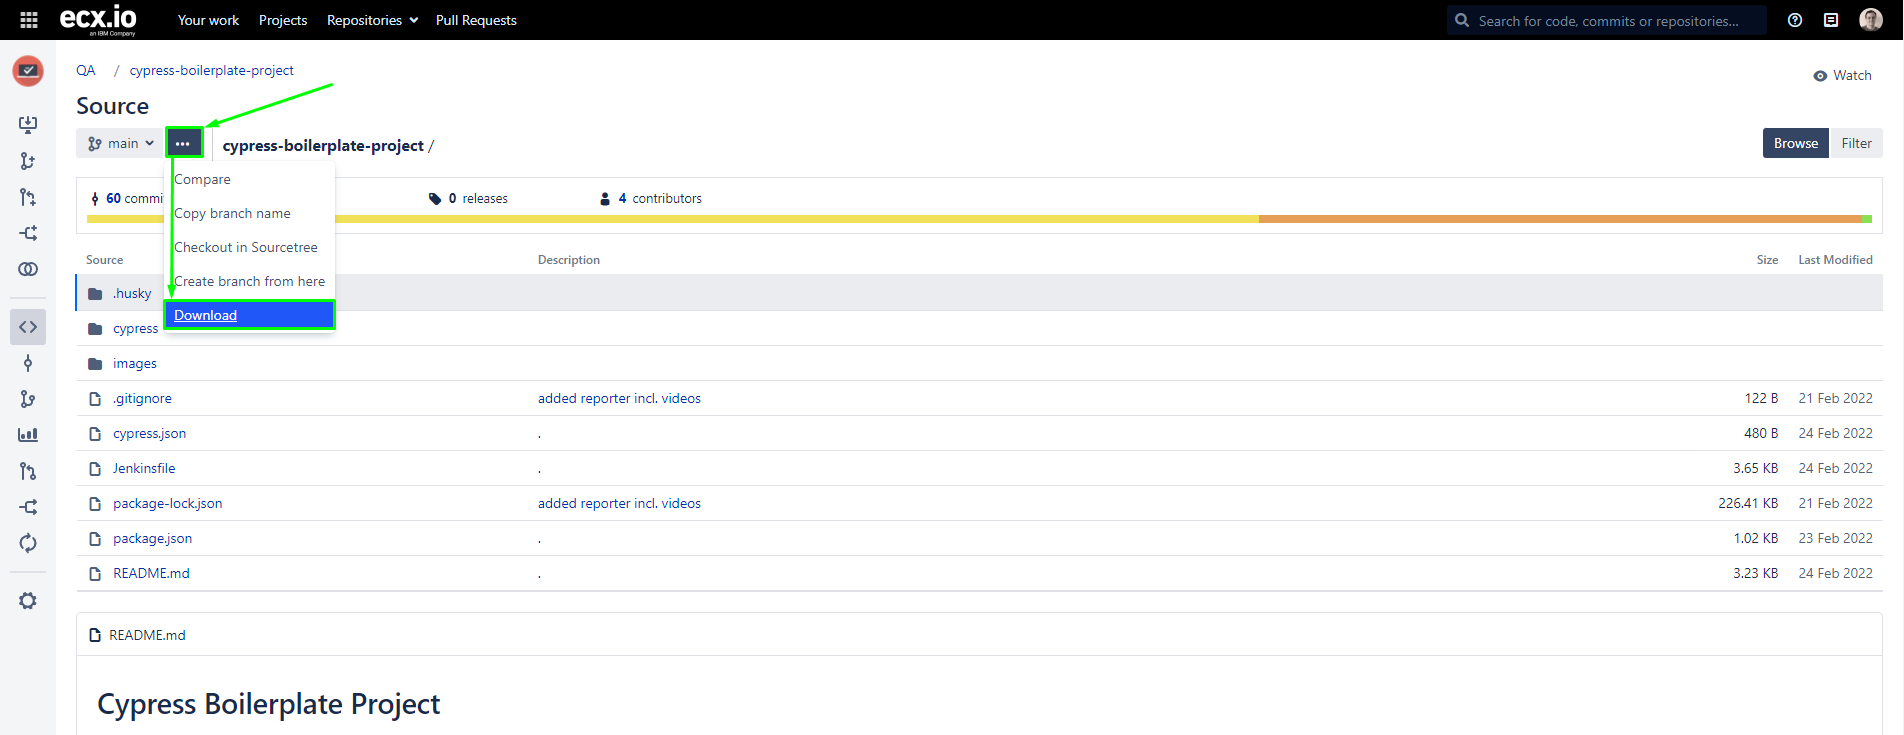 ecx.io
an IBM Company
Your work Projects Repositories Pull Requests
Search for code, commits or repositories...
QA / cypress-boilerplate-project
Watch
Source
main ••• cypress-boilerplate-project /
Browse Filter
Compare
Copy branch name
Checkout in Sourcetree
Create branch from here
Download
60 commi 0 releases 4 contributors
Source Description Size Last Modified
.husky
cypress
images
.gitignore added reporter incl. videos 122 B 21 Feb 2022
cypress.json . 480 B 24 Feb 2022
Jenkinsfile . 3.65 KB 24 Feb 2022
package-lock.json added reporter incl. videos 226.41 KB 21 Feb 2022
package.json . 1.02 KB 23 Feb 2022
README.md . 3.23 KB 24 Feb 2022
README.md
Cypress Boilerplate Project